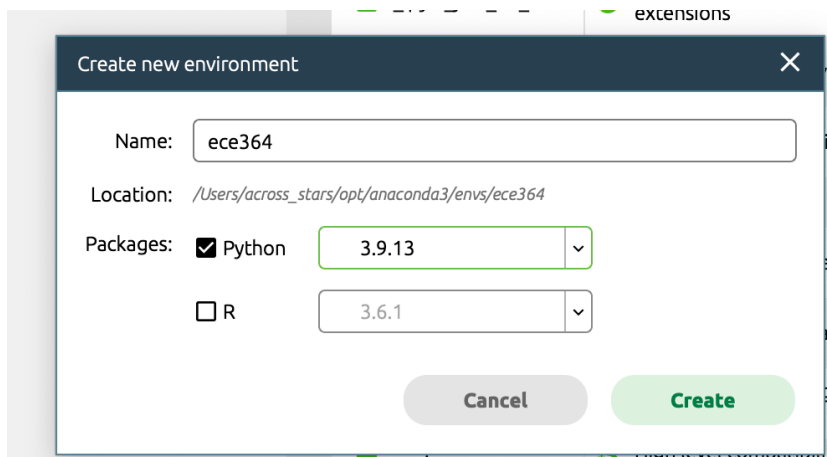 extensions
Create new environment
Name: ece364
Location: /Users/across_stars/opt/anaconda3/envs/ece364
Packages: Python 3.9.13
R 3.6.1
Cancel Create